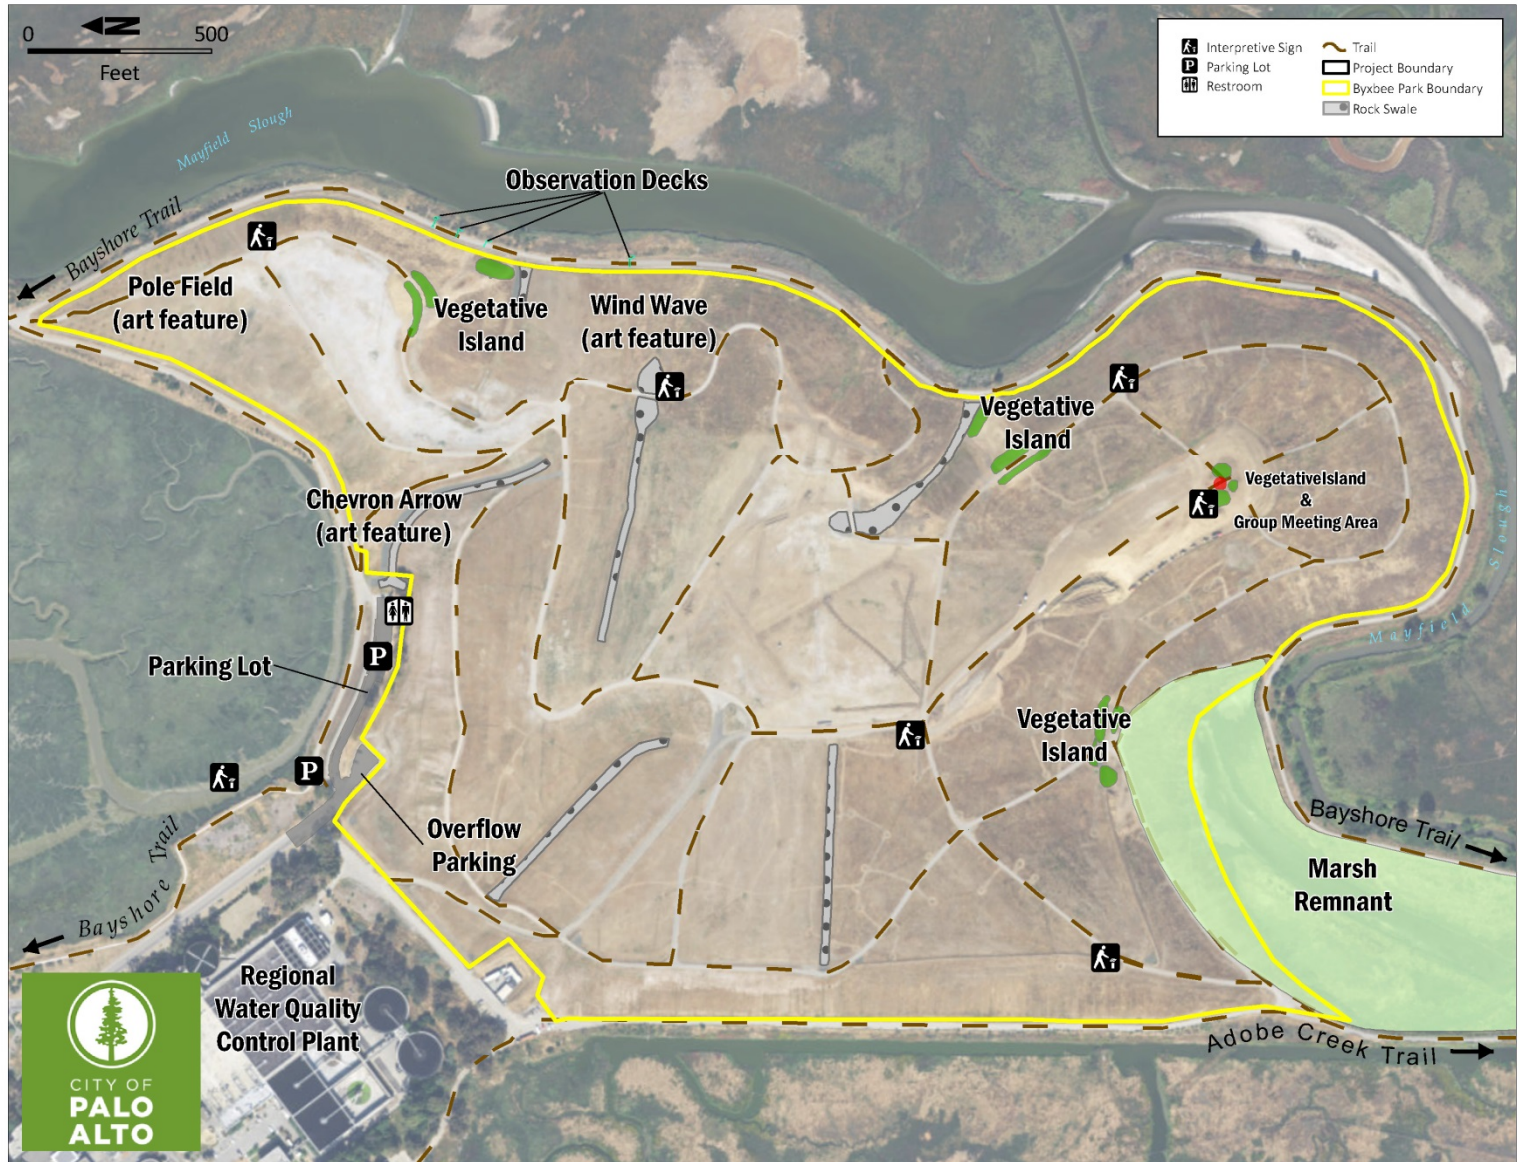 N
0 500
Feet
Interpretive Sign
Parking Lot
Restroom
Trail
Project Boundary
Byxbee Park Boundary
Rock Swale
Mayfield Slough
Observation Decks
Bayshore Trail
Pole Field
(art feature)
Vegetative
Island
Wind Wave
(art feature)
Vegetative
Island
VegetativeIsland
&
Group Meeting Area
Chevron Arrow
(art feature)
Mayfield Slough
P
Parking Lot
P
Vegetative
Island
Overflow
Parking
Bayshore Trail
Bayshore Trail
Marsh
Remnant
Regional
Water Quality
Control Plant
Adobe Creek Trail
CITY OF
PALO
ALTO